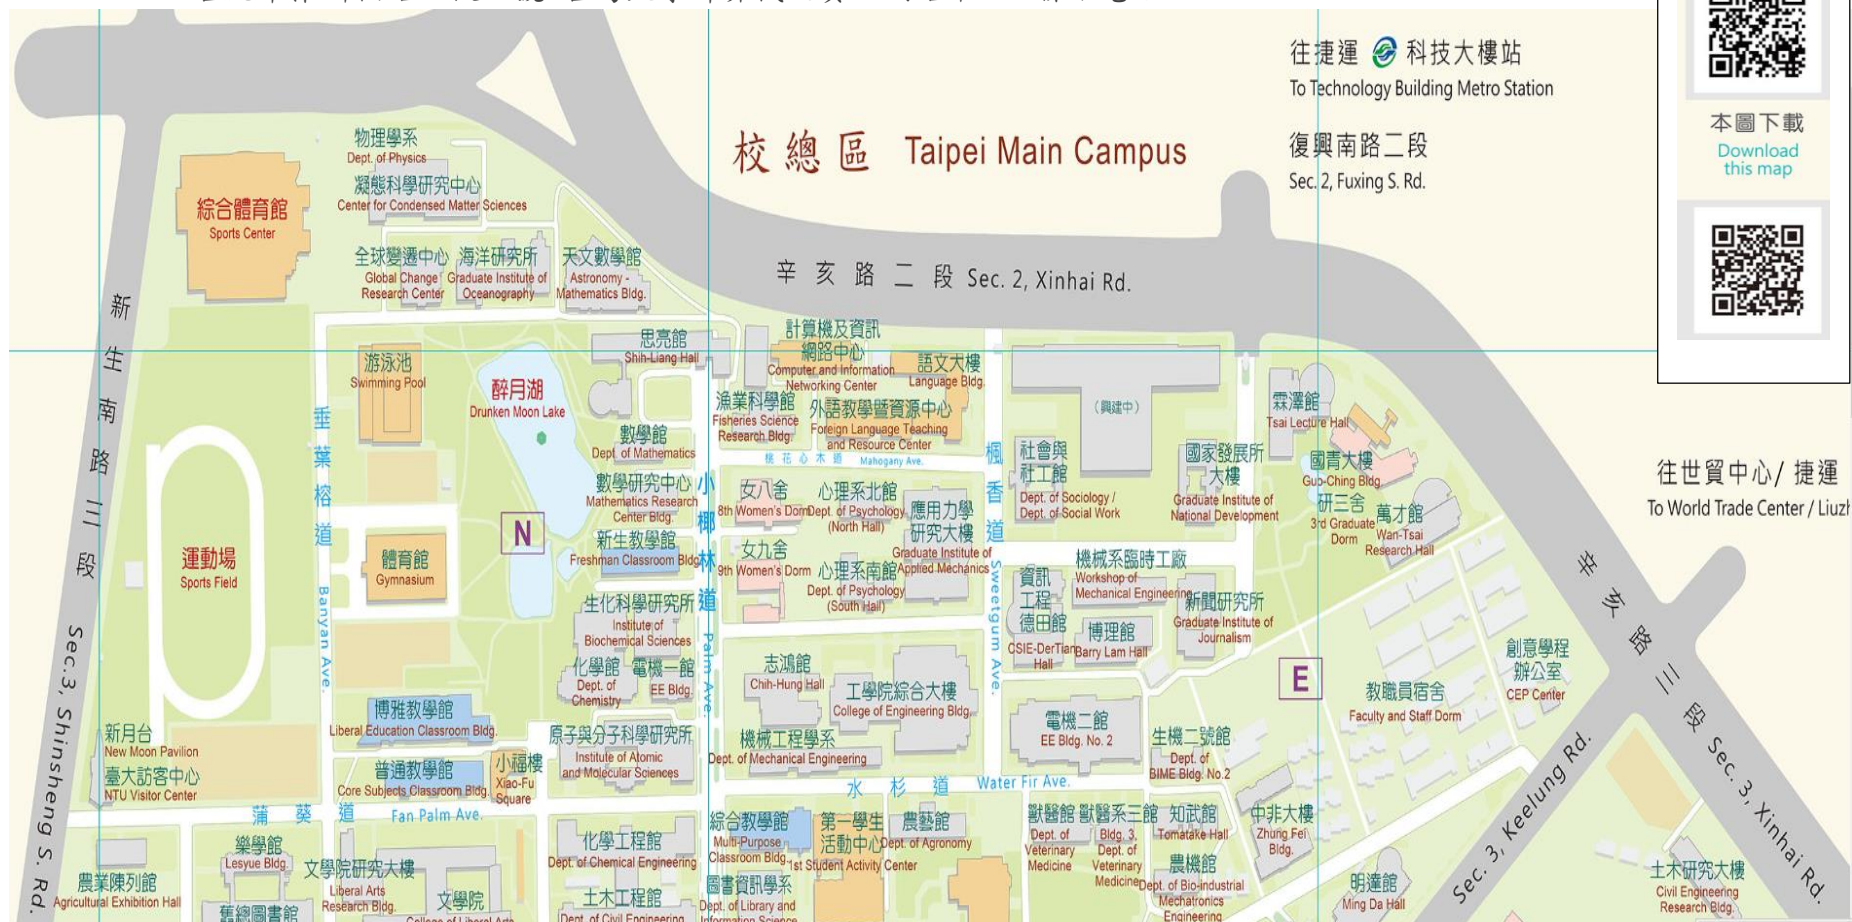 往捷運 科技大樓站
To Technology Building Metro Station
復興南路二段
Sec. 2, Fuxing S. Rd.
本圖下載
Download
this map
校總區 Taipei Main Campus
物理學系
Dept. of Physics
凝態科學研究中心
Center for Condensed Matter Sciences
綜合體育館
Sports Center
全球變遷中心
Global Change
Research Center
海洋研究所
Graduate Institute of
Oceanography
天文數學館
Astronomy -
Mathematics Bldg.
辛亥路二段 Sec. 2, Xinhai Rd.
新生南路三段 Sec.3, Shinsheng S. Rd.
思亮館
Shih-Liang Hall
計算機及資訊
網路中心
Computer and Information
Networking Center
語文大樓
Language Bldg.
游泳池
Swimming Pool
醉月湖
Drunken Moon Lake
漁業科學館
Fisheries Science
Research Bldg.
外語教學暨資源中心
Foreign Language Teaching
and Resource Center
(興建中)
霖澤館
Tsai Lecture Hall
垂葉榕道
Banyan Ave.
數學館
Dept. of Mathematics
桃花心木道 Mahogany Ave.
楓香道
Sweetgum Ave.
社會與
社工館
Dept. of Sociology /
Dept. of Social Work
國家發展所
大樓
Graduate Institute of
National Development
國青大樓
Guo-Ching Bldg.
往世貿中心/ 捷運
To World Trade Center / Liuzh
數學研究中心
Mathematics Research
Center Bldg.
小椰林道
Palm Ave.
女八舍
8th Women's Dorm
心理系北館
Dept. of Psychology
(North Hall)
應用力學
研究大樓
Graduate Institute of
Applied Mechanics
研三舍
3rd Graduate
Dorm
萬才館
Wan-Tsai
Research Hall
N
運動場
Sports Field
體育館
Gymnasium
新生教學館
Freshman Classroom Bldg.
女九舍
9th Women's Dorm
心理系南館
Dept. of Psychology
(South Hall)
資訊
工程
德田館
CSIE-DerTian
Hall
機械系臨時工廠
Workshop of
Mechanical Engineering
博理館
Barry Lam Hall
新聞研究所
Graduate Institute of
Journalism
辛亥路三段 Sec. 3, Xinhai Rd.
生化科學研究所
Institute of
Biochemical Sciences
化學館
Dept. of
Chemistry
電機一館
EE Bldg.
志鴻館
Chih-Hung Hall
工學院綜合大樓
College of Engineering Bldg.
E
教職員宿舍
Faculty and Staff Dorm
創意學程
辦公室
CEP Center
博雅教學館
Liberal Education Classroom Bldg.
原子與分子科學研究所
Institute of Atomic
and Molecular Sciences
機械工程學系
Dept. of Mechanical Engineering
電機二館
EE Bldg. No. 2
生機二號館
Dept. of
BIME Bldg. No.2
新月台
New Moon Pavilion
臺大訪客中心
NTU Visitor Center
普通教學館
Core Subjects Classroom Bldg.
小福樓
Xiao-Fu
Square
水杉道 Water Fir Ave.
Sec. 3, Keelung Rd.
蒲葵道 Fan Palm Ave.
樂學館
Lesyue Bldg.
化學工程館
Dept. of Chemical Engineering
綜合教學館
Multi-Purpose
Classroom Bldg.
第一學生
活動中心
1st Student Activity Center
農藝館
Dept. of Agronomy
獸醫館
Dept. of
Veterinary
Medicine
獸醫系三館
Bldg. 3,
Dept. of
Veterinary
Medicine
知武館
Tomatake Hall
中非大樓
Zhung Fei
Bldg.
農業陳列館
Agricultural Exhibition Hall
文學院研究大樓
Liberal Arts
Research Bldg.
文學院
College of Liberal Arts
舊總圖書館
土木工程館
Dept. of Civil Engineering
圖書資訊學系
Dept. of Library and
Information Science
農機館
Dept. of Bio-industrial
Mechatronics
Engineering
明達館
Ming Da Hall
土木研究大樓
Civil Engineering
Research Bldg.